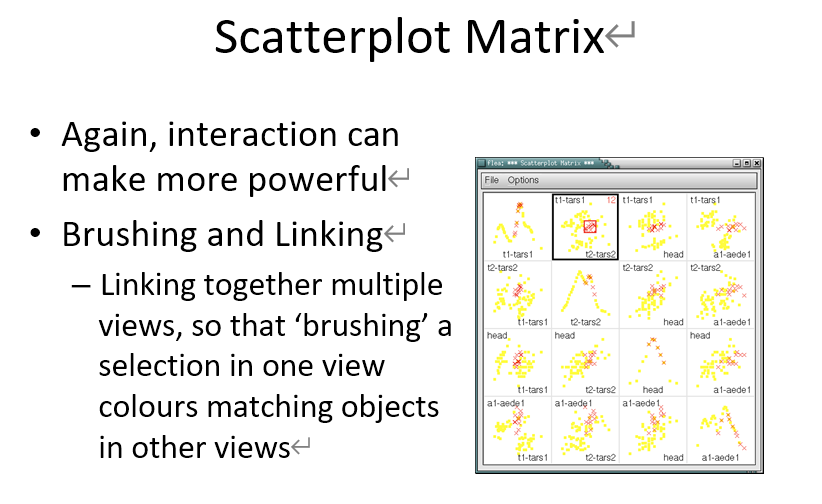 Scatterplot Matrix↵
• Again, interaction can
make more powerful↵
• Brushing and Linking↵
– Linking together multiple
views, so that ‘brushing’ a
selection in one view
colours matching objects
in other views↵
Flea: *** Scatterplot Matrix ***
File Options
t1-tars1 12 t1-tars1 t1-tars1
t1-tars1 t2-tars2 head a1-aede1
t2-tars2 t2-tars2 t2-tars2
t1-tars1 t2-tars2 head a1-aede1
head head head
t1-tars1 t2-tars2 head a1-aede1
a1-aede1 a1-aede1 a1-aede1
t1-tars1 t2-tars2 head a1-aede1